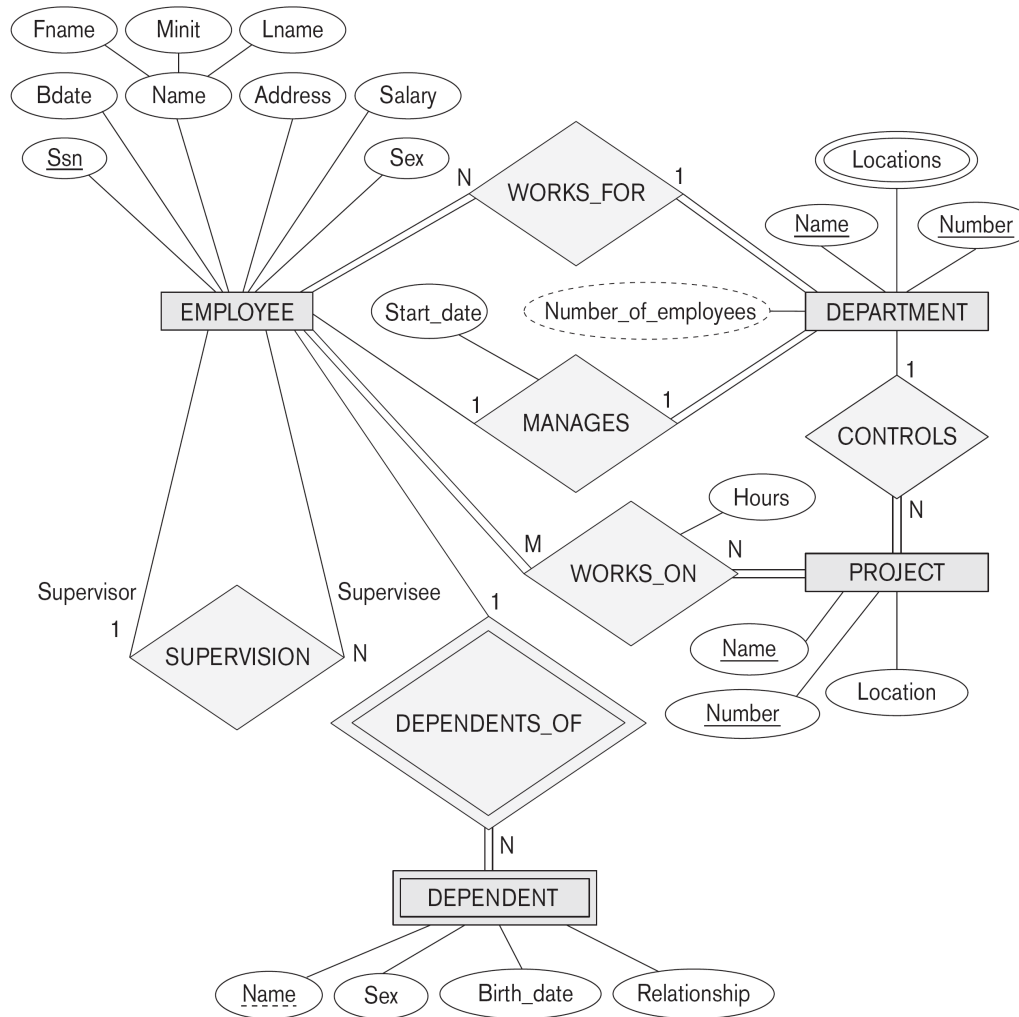 Fname
Minit
Lname
Bdate
Name
Address
Salary
Ssn
Sex
N
WORKS_FOR
1
Locations
Name
Number
EMPLOYEE
Start_date
Number_of_employees
DEPARTMENT
1
MANAGES
1
1
CONTROLS
N
Hours
M
WORKS_ON
N
PROJECT
Supervisor
Supervisee
1
SUPERVISION
N
1
Name
Number
Location
DEPENDENTS_OF
N
DEPENDENT
Name
Sex
Birth_date
Relationship